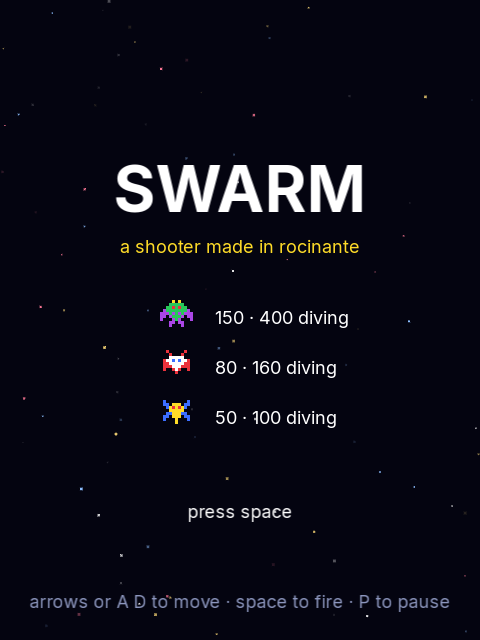 SWARM
a shooter made in rocinante
150 · 400 diving
80 · 160 diving
50 · 100 diving
press space
arrows or A D to move · space to fire · P to pause